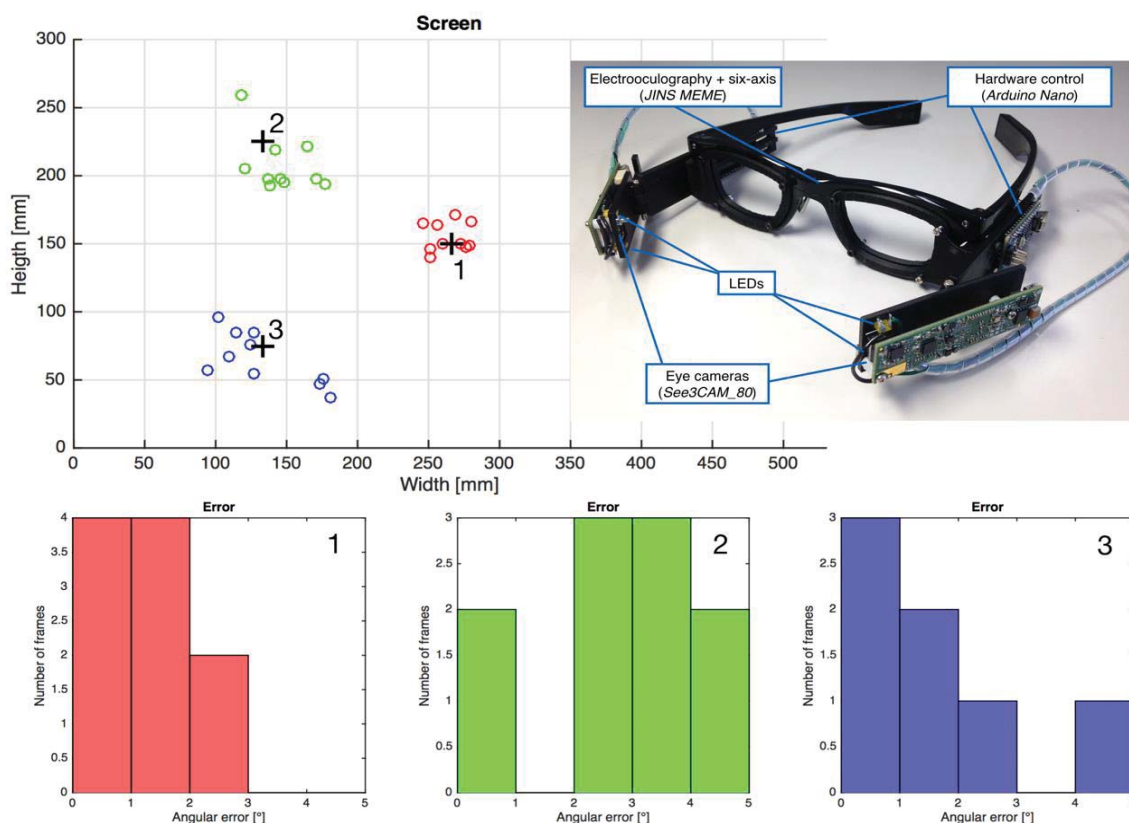 Screen
300
250
200
150
100
50
0
Heigth [mm]
0 50 100 150 200 250 300 350 400 450 500
Width [mm]
2
1
3
Electrooculography + six-axis
(JINS MEME)
Hardware control
(Arduino Nano)
LEDs
Eye cameras
(See3CAM_80)
Error
1
4
3.5
3
2.5
2
1.5
1
0.5
0
Number of frames
0 1 2 3 4 5
Angular error [°]
Error
2
3
2.5
2
1.5
1
0.5
0
Number of frames
0 1 2 3 4 5
Angular error [°]
Error
3
3
2.5
2
1.5
1
0.5
0
Number of frames
0 1 2 3 4
Angular error [°]